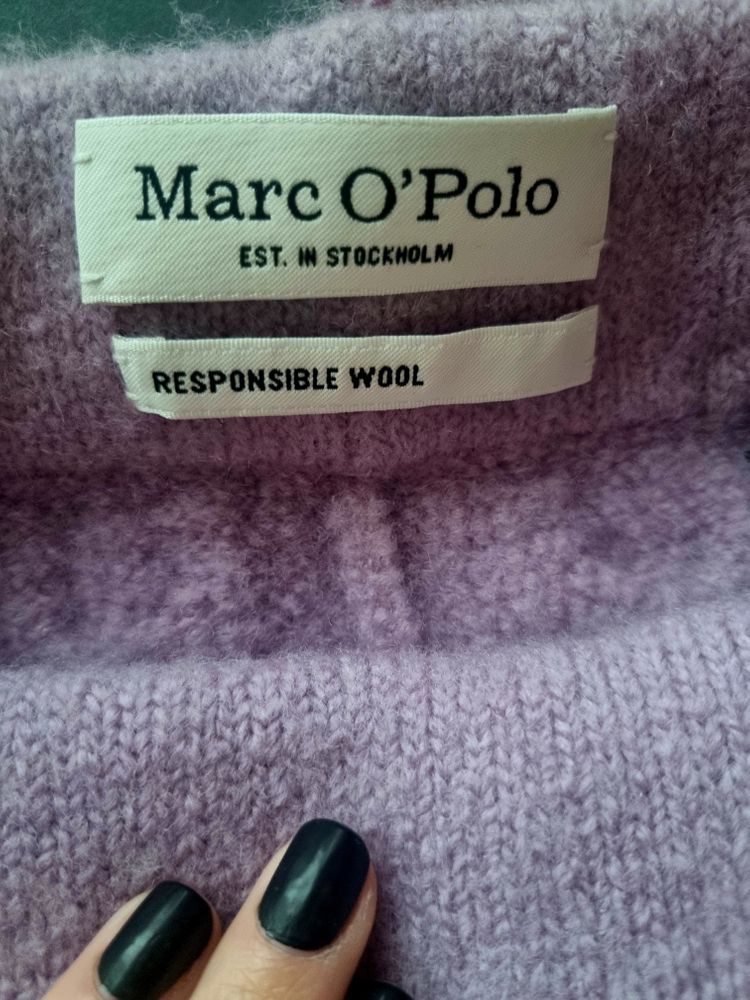 Marc O'Polo
EST. IN STOCKHOLM
RESPONSIBLE WOOL